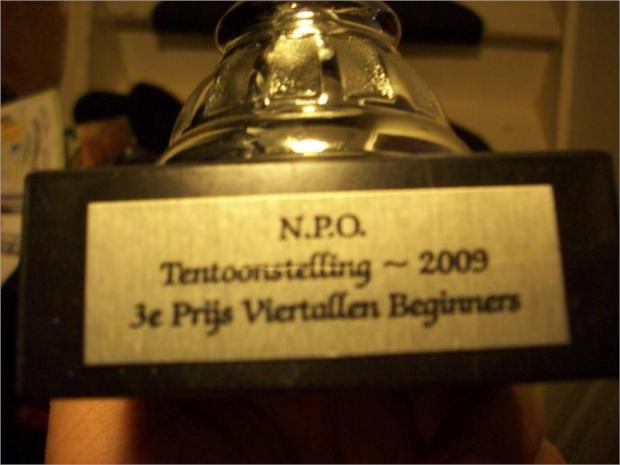 N.P.O.
Tentoonstelling ~ 2009
3e Prijs Viertallen Beginners